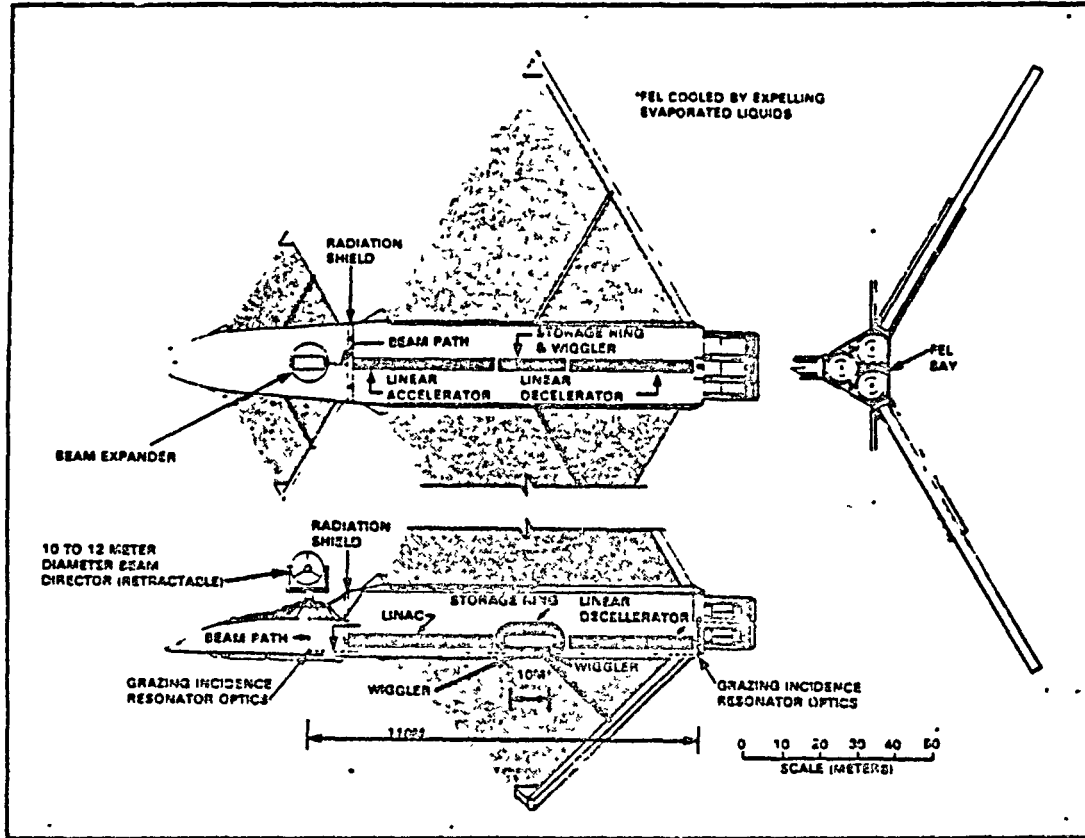 *FEL COOLED BY EXPELLING
EVAPORATED LIQUIDS
RADIATION
SHIELD
BEAM PATH
STORAGE RING
& WIGGLER
LINEAR
ACCELERATOR
LINEAR
DECELERATOR
FEL
BAY
BEAM EXPANDER
10 TO 12 METER
DIAMETER BEAM
DIRECTOR (RETRACTABLE)
RADIATION
SHIELD
LINAC
STORAGE RING
LINEAR
DECELLERATOR
BEAM PATH
GRAZING INCIDENCE
RESONATOR OPTICS
WIGGLER
10M
WIGGLER
GRAZING INCIDENCE
RESONATOR OPTICS
110M
0 10 20 30 40 50
SCALE (METERS)